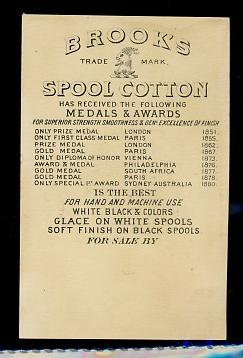 BROOK'S
TRADE MARK.
SPOOL COTTON
HAS RECEIVED THE FOLLOWING
MEDALS & AWARDS
FOR SUPERIOR STRENGTH SMOOTHNESS & GENL EXCELLENCE OF FINISH
ONLY PRIZE MEDAL LONDON 1851.
ONLY FIRST CLASS MEDAL PARIS 1855.
PRIZE MEDAL LONDON 1862.
GOLD MEDAL PARIS 1867.
ONLY DIPLOMA OF HONOR VIENNA 1873.
AWARD & MEDAL PHILADELPHIA 1876.
GOLD MEDAL SOUTH AFRICA 1877.
GOLD MEDAL PARIS 1878.
ONLY SPECIAL 1ST AWARD SYDNEY AUSTRALIA 1880.
IS THE BEST
FOR HAND AND MACHINE USE
WHITE BLACK & COLORS
GLACE ON WHITE SPOOLS
SOFT FINISH ON BLACK SPOOLS
FOR SALE BY